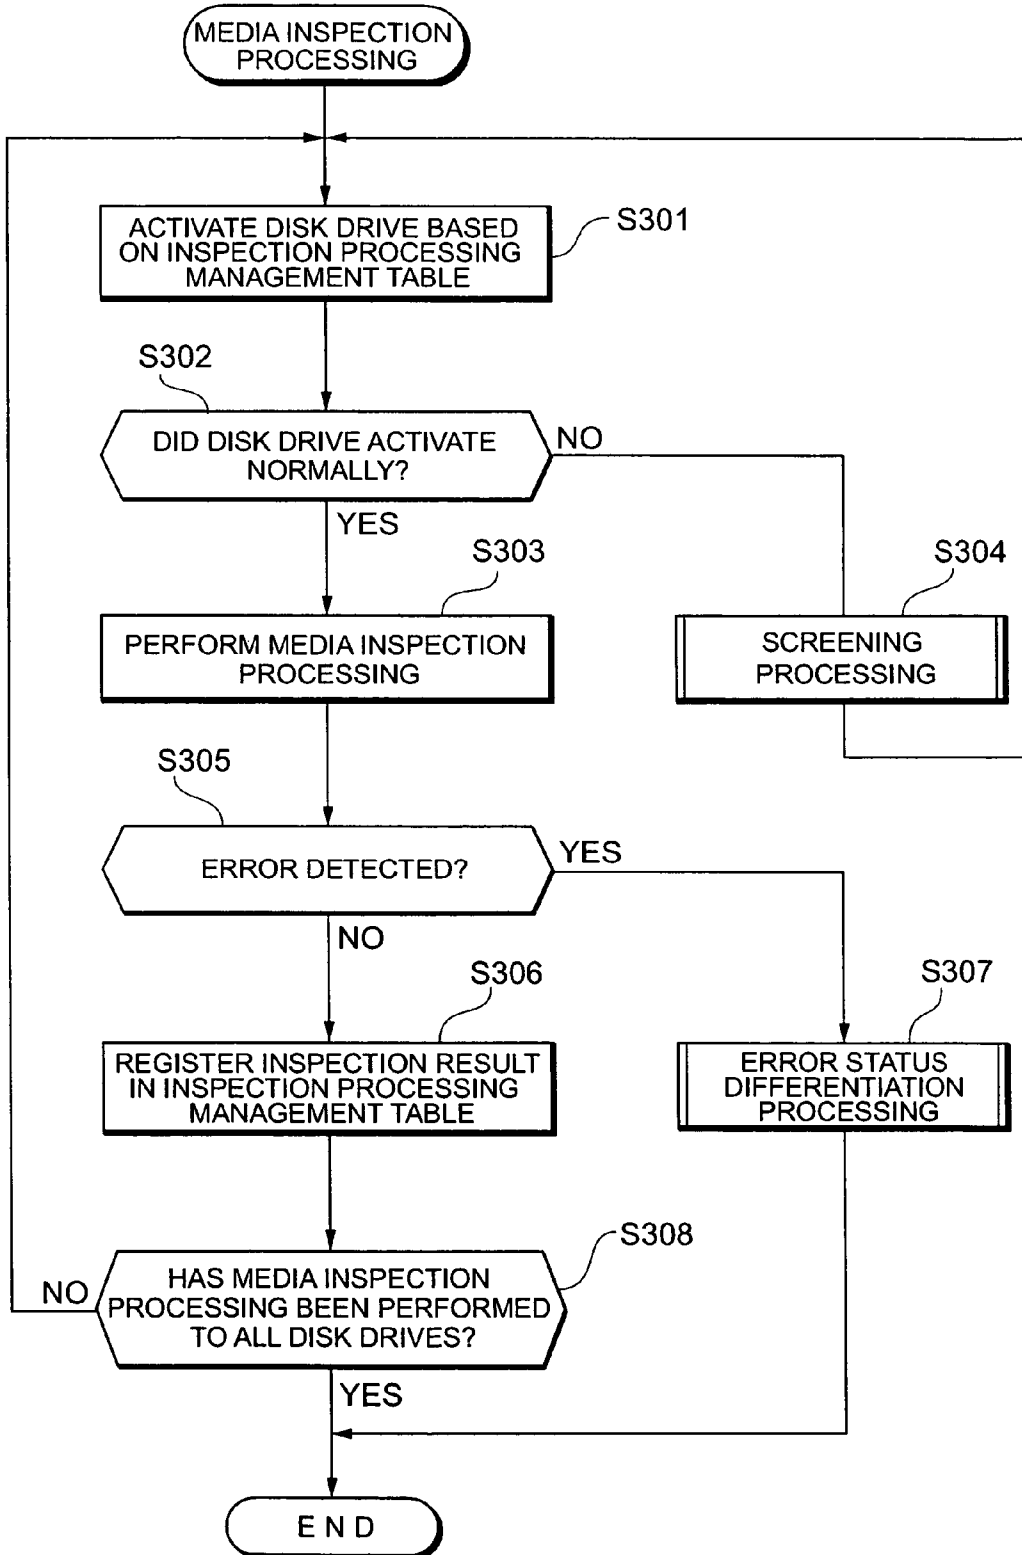 MEDIA INSPECTION
PROCESSING
ACTIVATE DISK DRIVE BASED
ON INSPECTION PROCESSING
MANAGEMENT TABLE
S301
S302
DID DISK DRIVE ACTIVATE
NORMALLY?
NO
YES
S303
PERFORM MEDIA INSPECTION
PROCESSING
S304
SCREENING
PROCESSING
S305
ERROR DETECTED?
YES
NO
S306
REGISTER INSPECTION RESULT
IN INSPECTION PROCESSING
MANAGEMENT TABLE
S307
ERROR STATUS
DIFFERENTIATION
PROCESSING
S308
HAS MEDIA INSPECTION
PROCESSING BEEN PERFORMED
TO ALL DISK DRIVES?
NO
YES
END